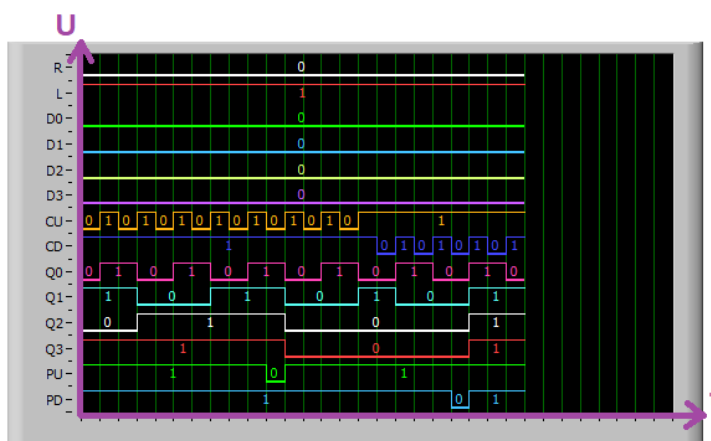 U
R 0
L 1
D0 0
D1 0
D2 0
D3 0
CU 0 1 0 1 0 1 0 1 0 1 0 1 0 1 0 1
CD 1 0 1 0 1 0 1 0 1
Q0 0 1 0 1 0 1 0 1 0 1 0 1 0
Q1 1 0 1 0 1 0 1
Q2 0 1 0 1
Q3 1 0 1
PU 1 0 1
PD 1 0 1